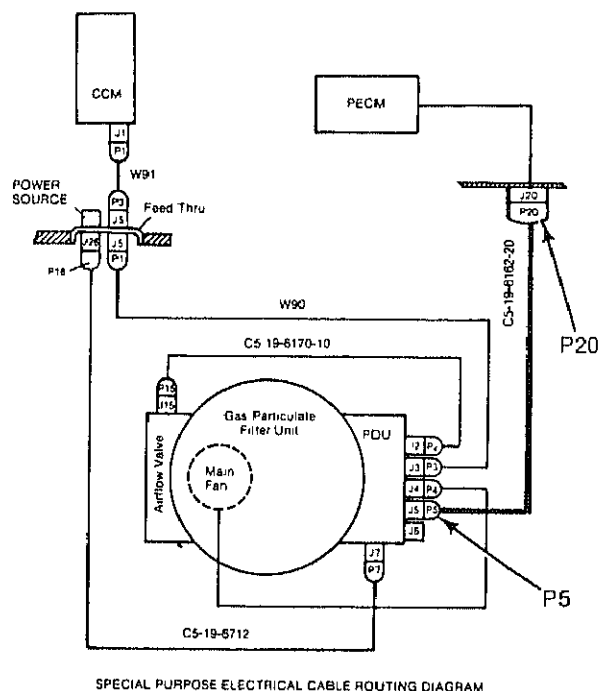 CCM
J1
P1
W91
PECM
POWER
SOURCE
P3
J5
Feed Thru
J26
J5
P1
P18
J20
P20
C5-19-6162-20
P20
W90
C5 19-6170-10
P15
J15
Airflow Valve
Gas Particulate
Filter Unit
Main
Fan
PDU
J2 P2
J3 P3
J4 P4
J5 P5
J6
J7
P7
P5
C5-19-6712
SPECIAL PURPOSE ELECTRICAL CABLE ROUTING DIAGRAM